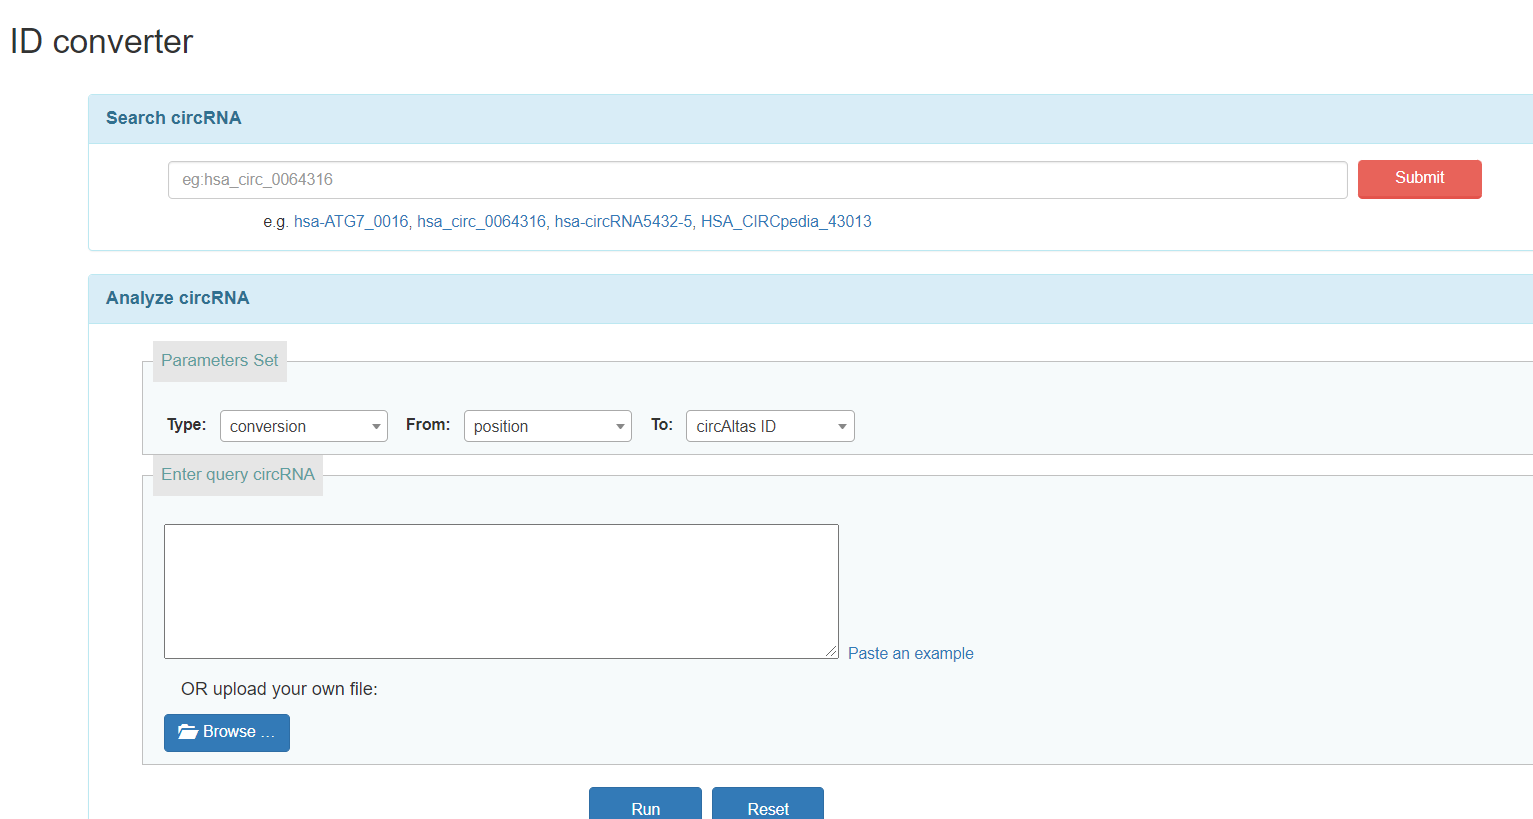 ID converter
Search circRNA
eg:hsa_circ_0064316
Submit
e.g. hsa-ATG7_0016, hsa_circ_0064316, hsa-circRNA5432-5, HSA_CIRCpedia_43013
Analyze circRNA
Parameters Set
Type: conversion From: position To: circAltas ID
Enter query circRNA
Paste an example
OR upload your own file:
Browse ...
Run Reset